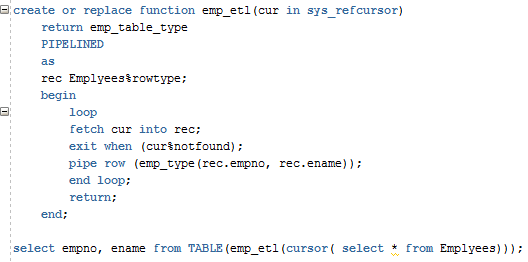 create or replace function emp_etl(cur in sys_refcursor)
return emp_table_type
PIPELINED
as
rec Emplyees%rowtype;
begin
loop
fetch cur into rec;
exit when (cur%notfound);
pipe row (emp_type(rec.empno, rec.ename));
end loop;
return;
end;
select empno, ename from TABLE(emp_etl(cursor( select * from Emplyees)));